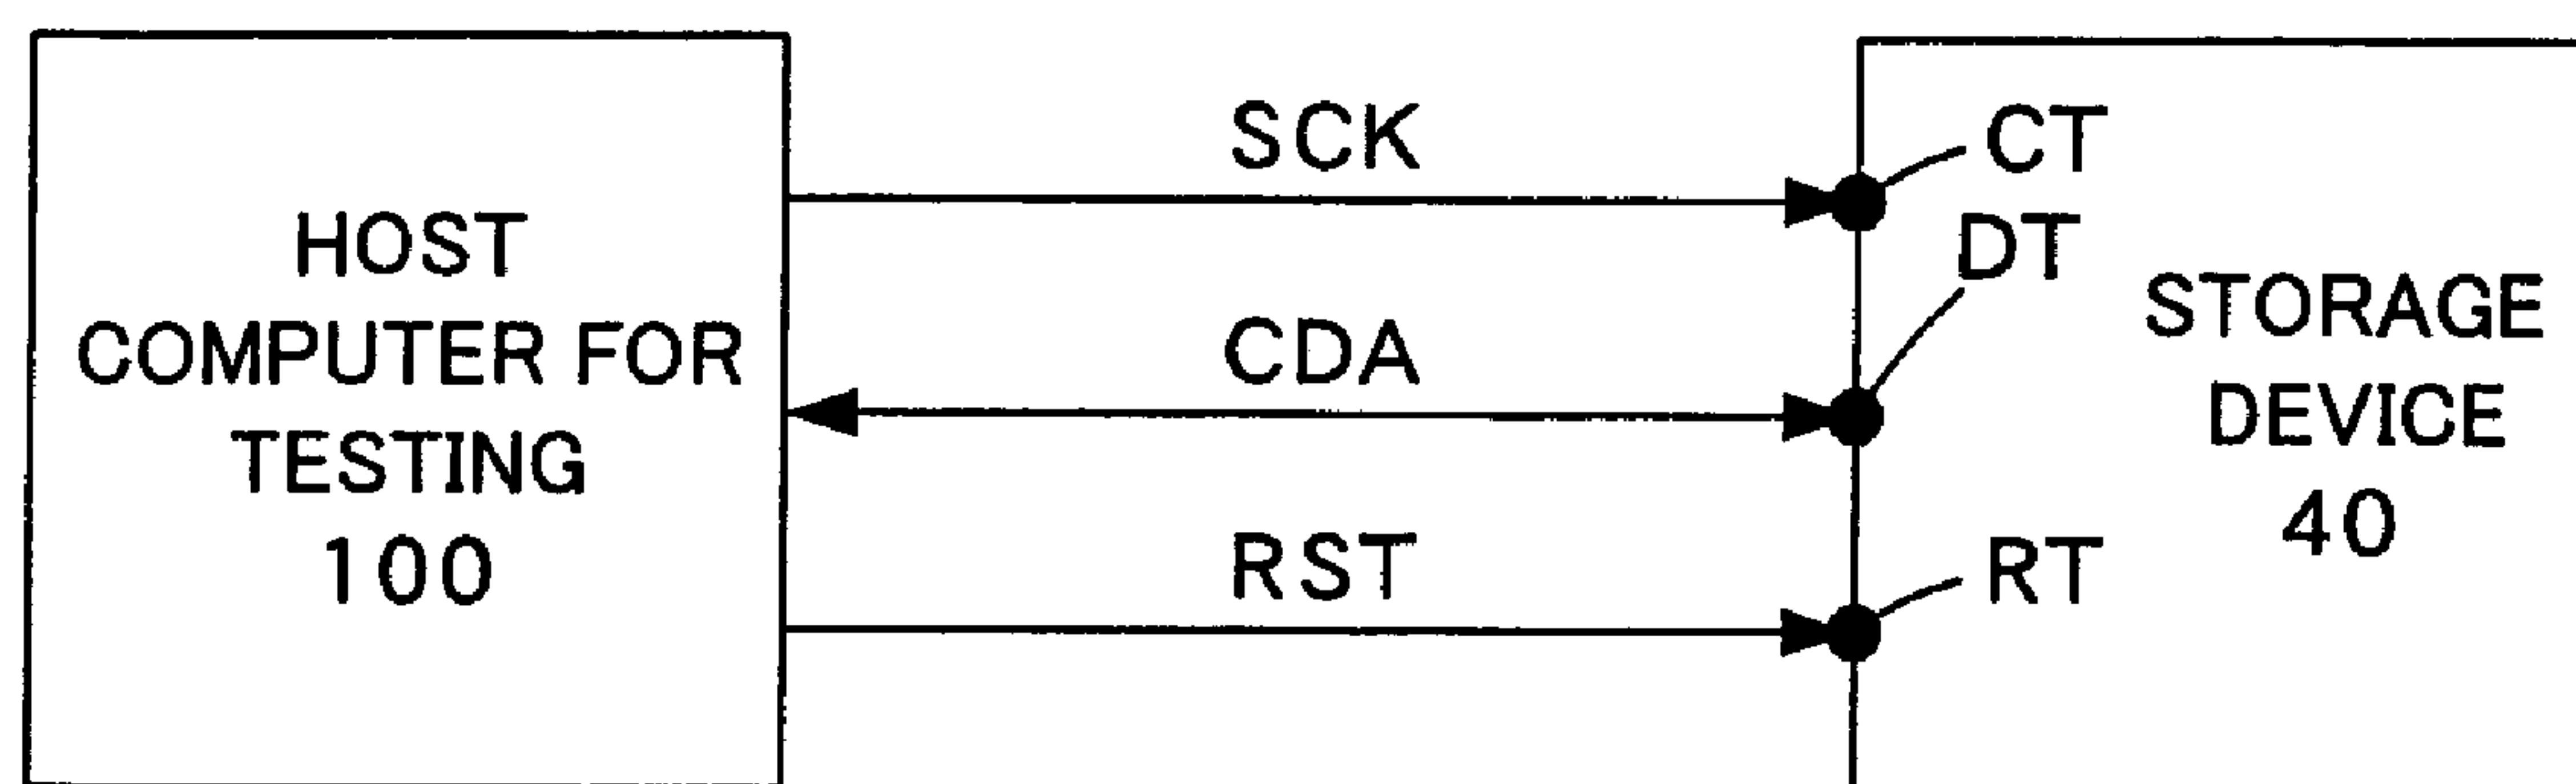 HOST
COMPUTER FOR
TESTING
100
SCK
CDA
RST
CT
DT
RT
STORAGE
DEVICE
40